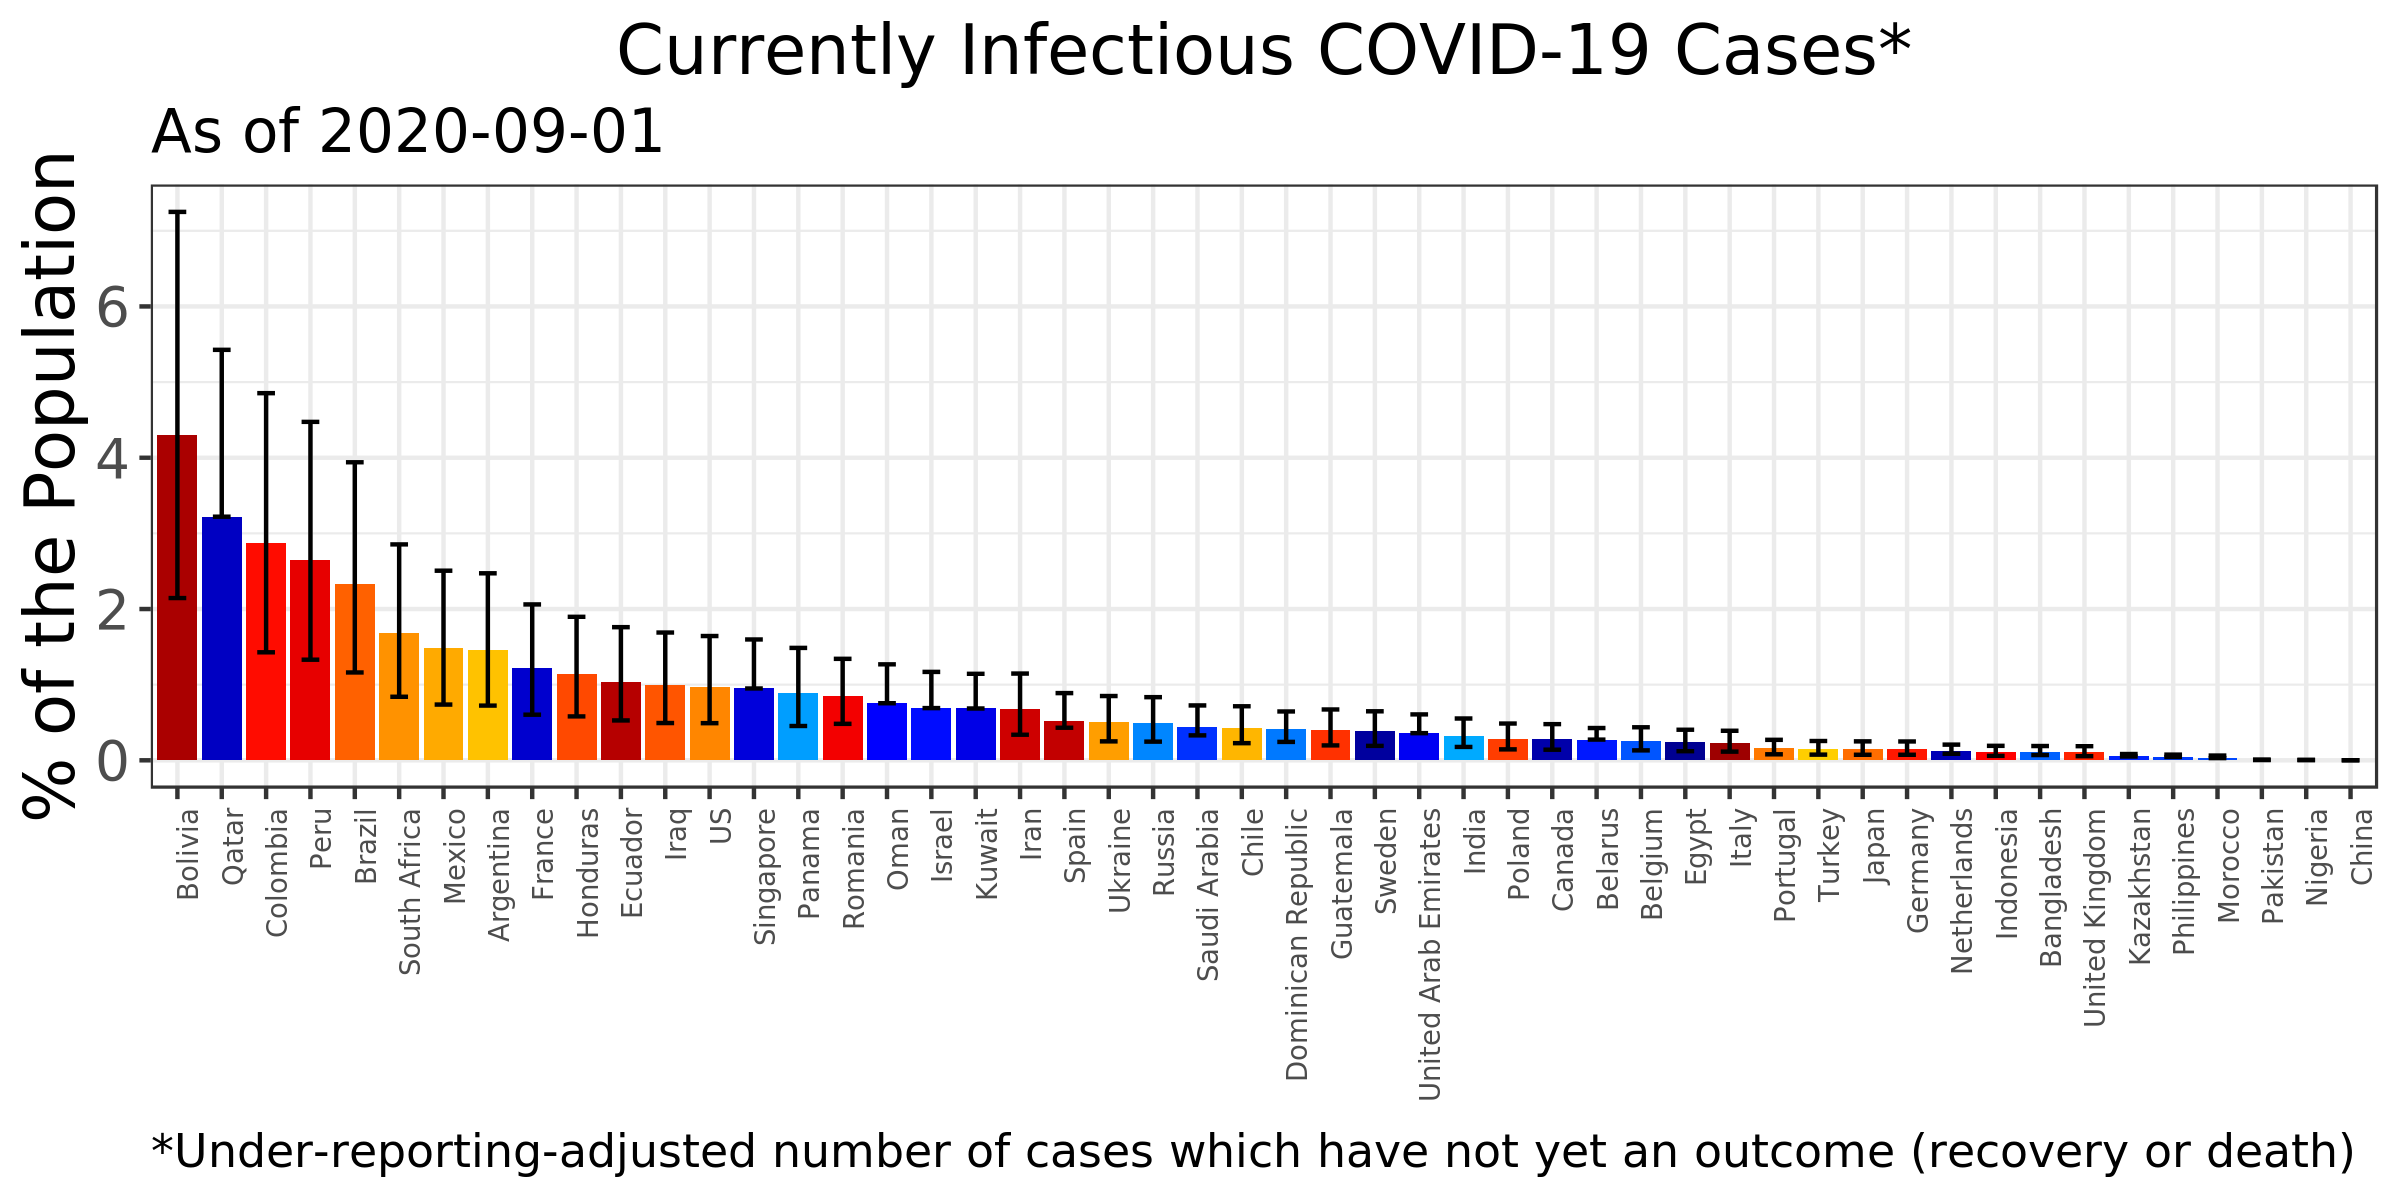 Currently Infectious COVID-19 Cases*
As of 2020-09-01
% of the Population
6
4
2
0
Bolivia
Qatar
Colombia
Peru
Brazil
South Africa
Mexico
Argentina
France
Honduras
Ecuador
Iraq
US
Singapore
Panama
Romania
Oman
Israel
Kuwait
Iran
Spain
Ukraine
Russia
Saudi Arabia
Chile
Dominican Republic
Guatemala
Sweden
United Arab Emirates
India
Poland
Canada
Belarus
Belgium
Egypt
Italy
Portugal
Turkey
Japan
Germany
Netherlands
Indonesia
Bangladesh
United Kingdom
Kazakhstan
Philippines
Morocco
Pakistan
Nigeria
China
*Under-reporting-adjusted number of cases which have not yet an outcome (recovery or death)